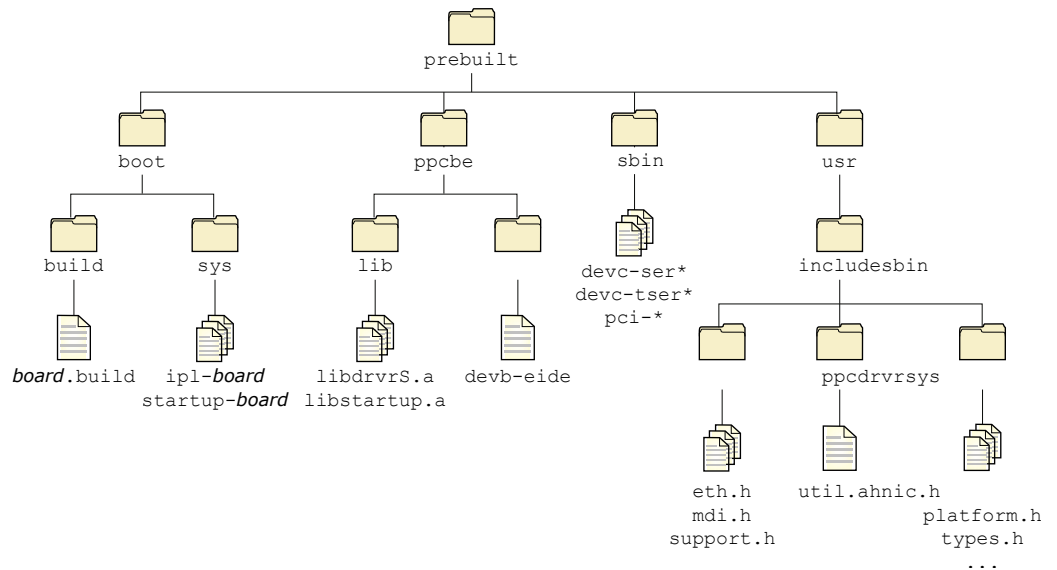 prebuilt
boot
ppcbe
sbin
usr
build
sys
lib
includesbin
devc-ser*
devc-tser*
pci-*
board.build
ipl-board
startup-board
libdrvrS.a
libstartup.a
devb-eide
ppcdrvrsys
eth.h
mdi.h
support.h
util.ahnic.h
platform.h
types.h
...